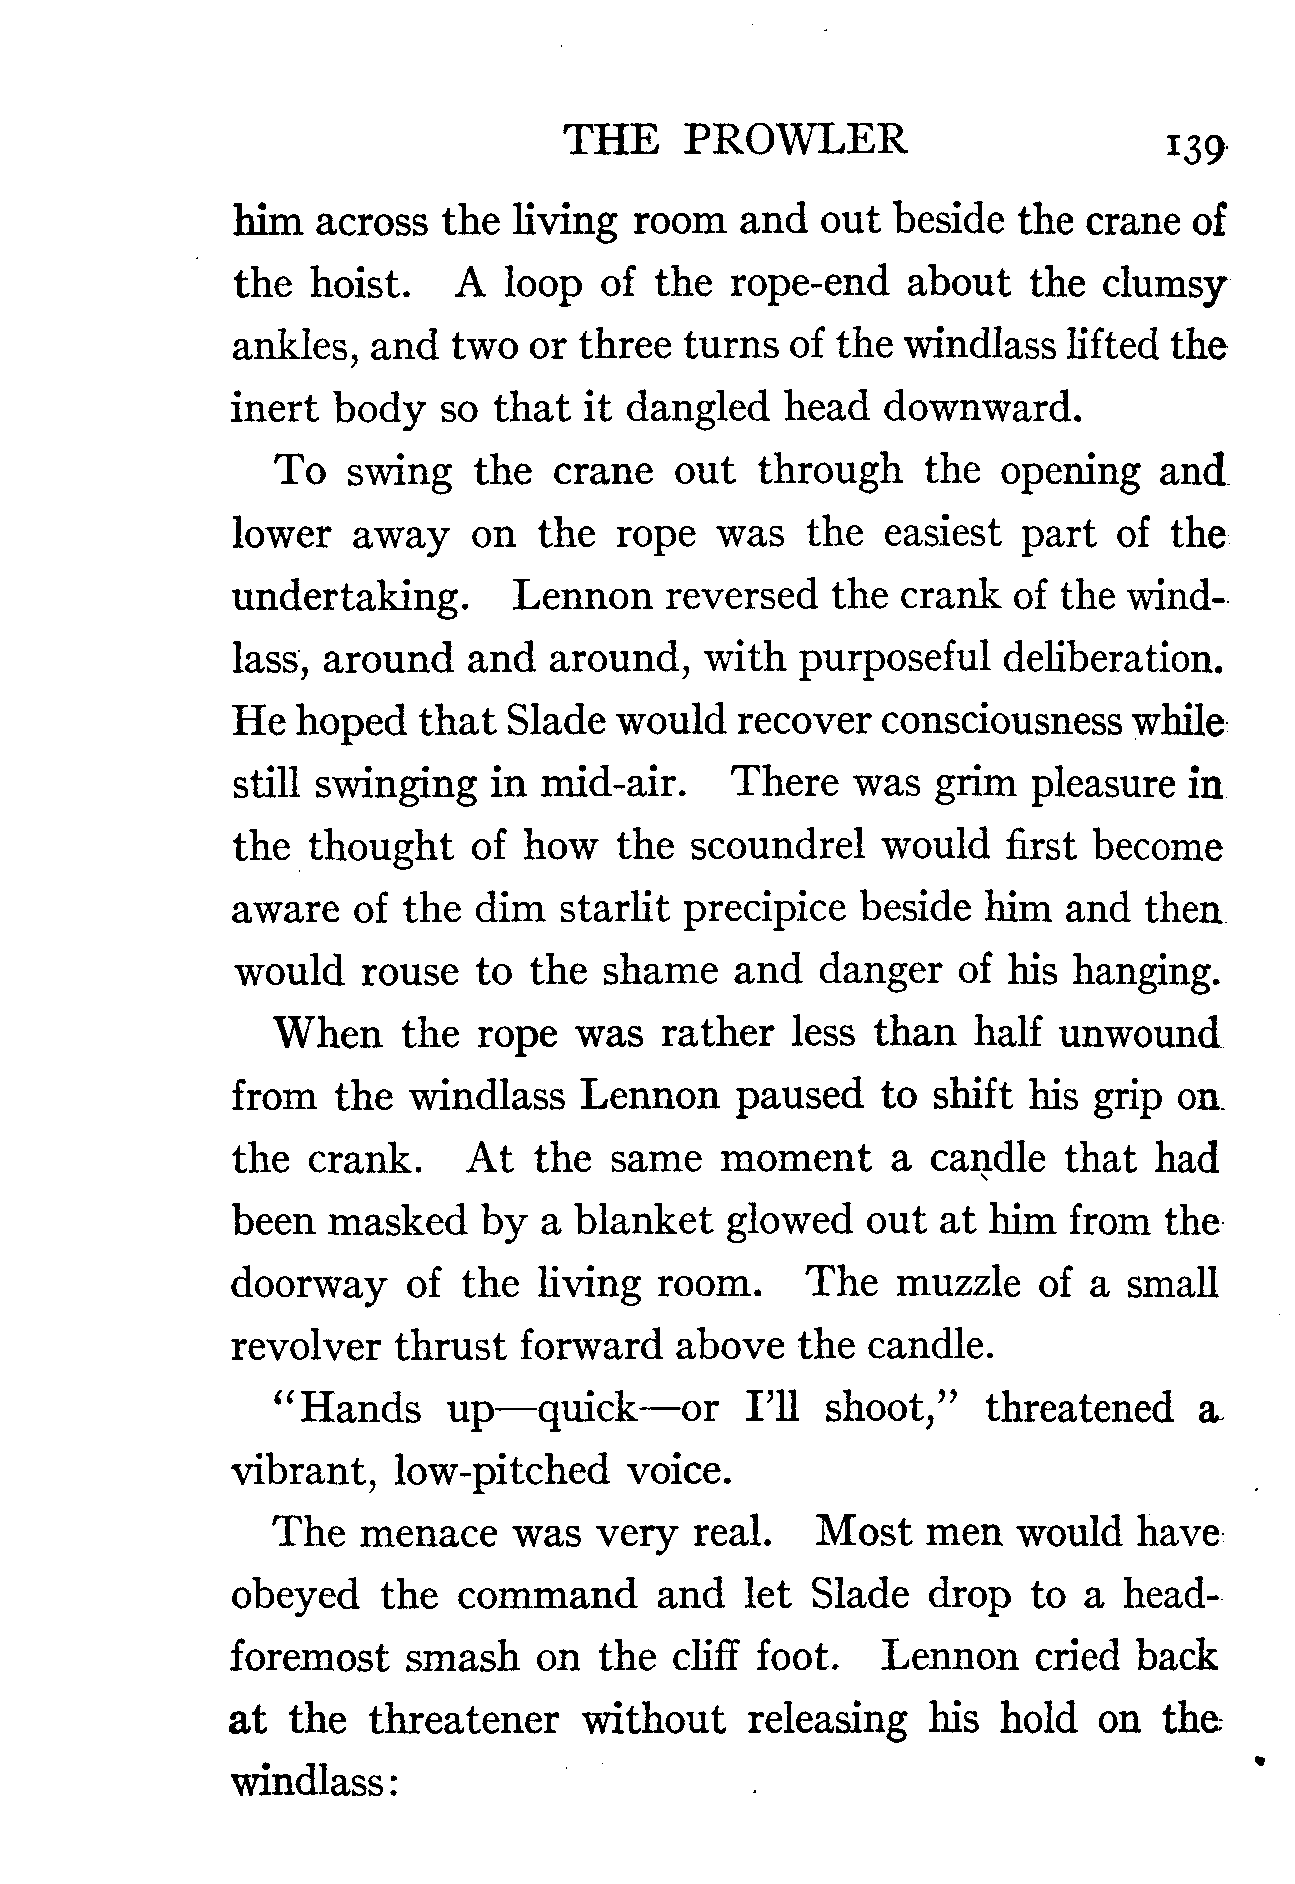 THE PROWLER 139
him across the living room and out beside the crane of
the hoist. A loop of the rope-end about the clumsy
ankles, and two or three turns of the windlass lifted the
inert body so that it dangled head downward.
To swing the crane out through the opening and
lower away on the rope was the easiest part of the
undertaking. Lennon reversed the crank of the wind-
lass, around and around, with purposeful deliberation.
He hoped that Slade would recover consciousness while
still swinging in mid-air. There was grim pleasure in
the thought of how the scoundrel would first become
aware of the dim starlit precipice beside him and then
would rouse to the shame and danger of his hanging.
When the rope was rather less than half unwound
from the windlass Lennon paused to shift his grip on
the crank. At the same moment a candle that had
been masked by a blanket glowed out at him from the
doorway of the living room. The muzzle of a small
revolver thrust forward above the candle.
"Hands up—quick—or I'll shoot," threatened a
vibrant, low-pitched voice.
The menace was very real. Most men would have
obeyed the command and let Slade drop to a head-
foremost smash on the cliff foot. Lennon cried back
at the threatener without releasing his hold on the
windlass: